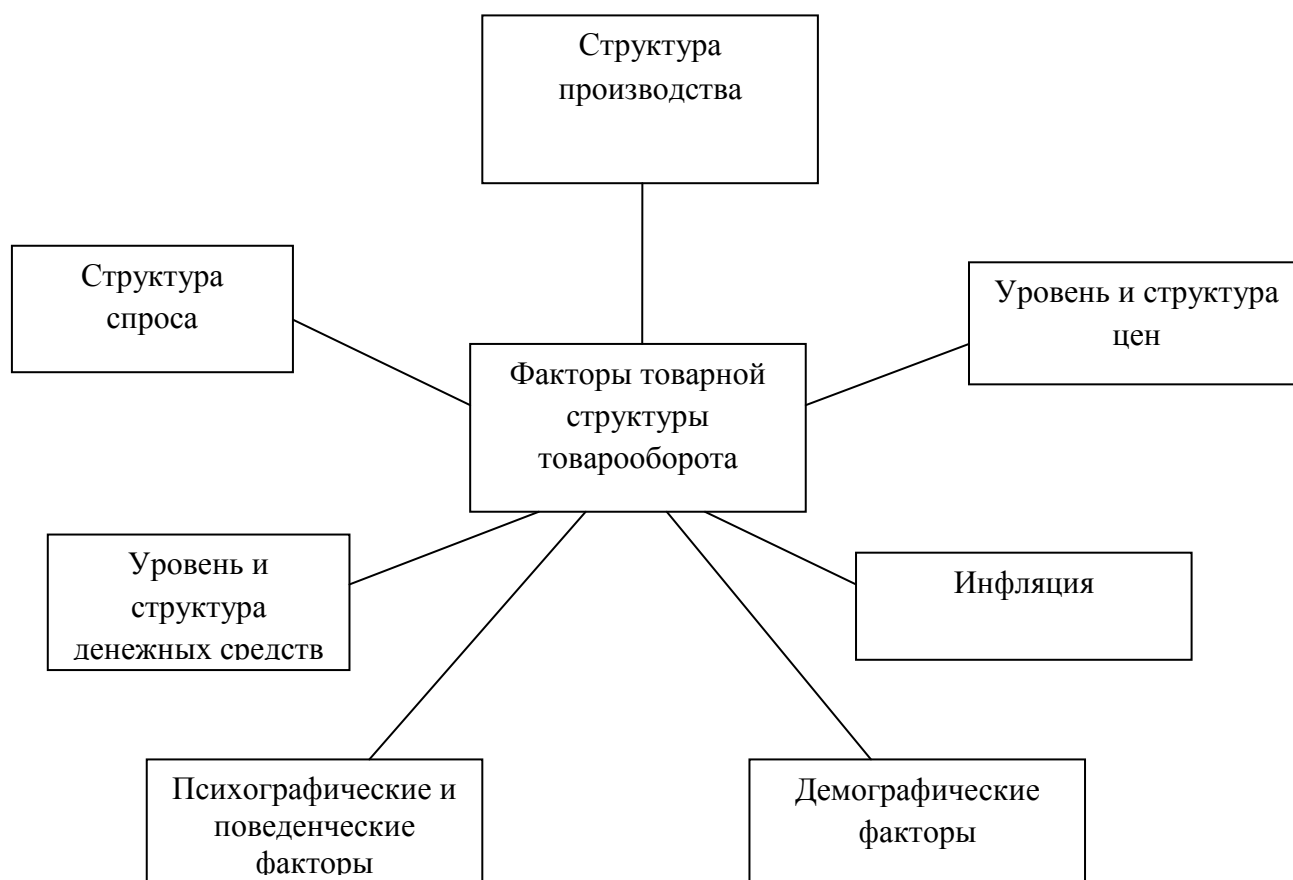 Структура
производства
Структура
спроса
Уровень и структура
цен
Факторы товарной
структуры
товарооборота
Уровень и
структура
денежных средств
Инфляция
Психографические и
поведенческие
факторы
Демографические
факторы